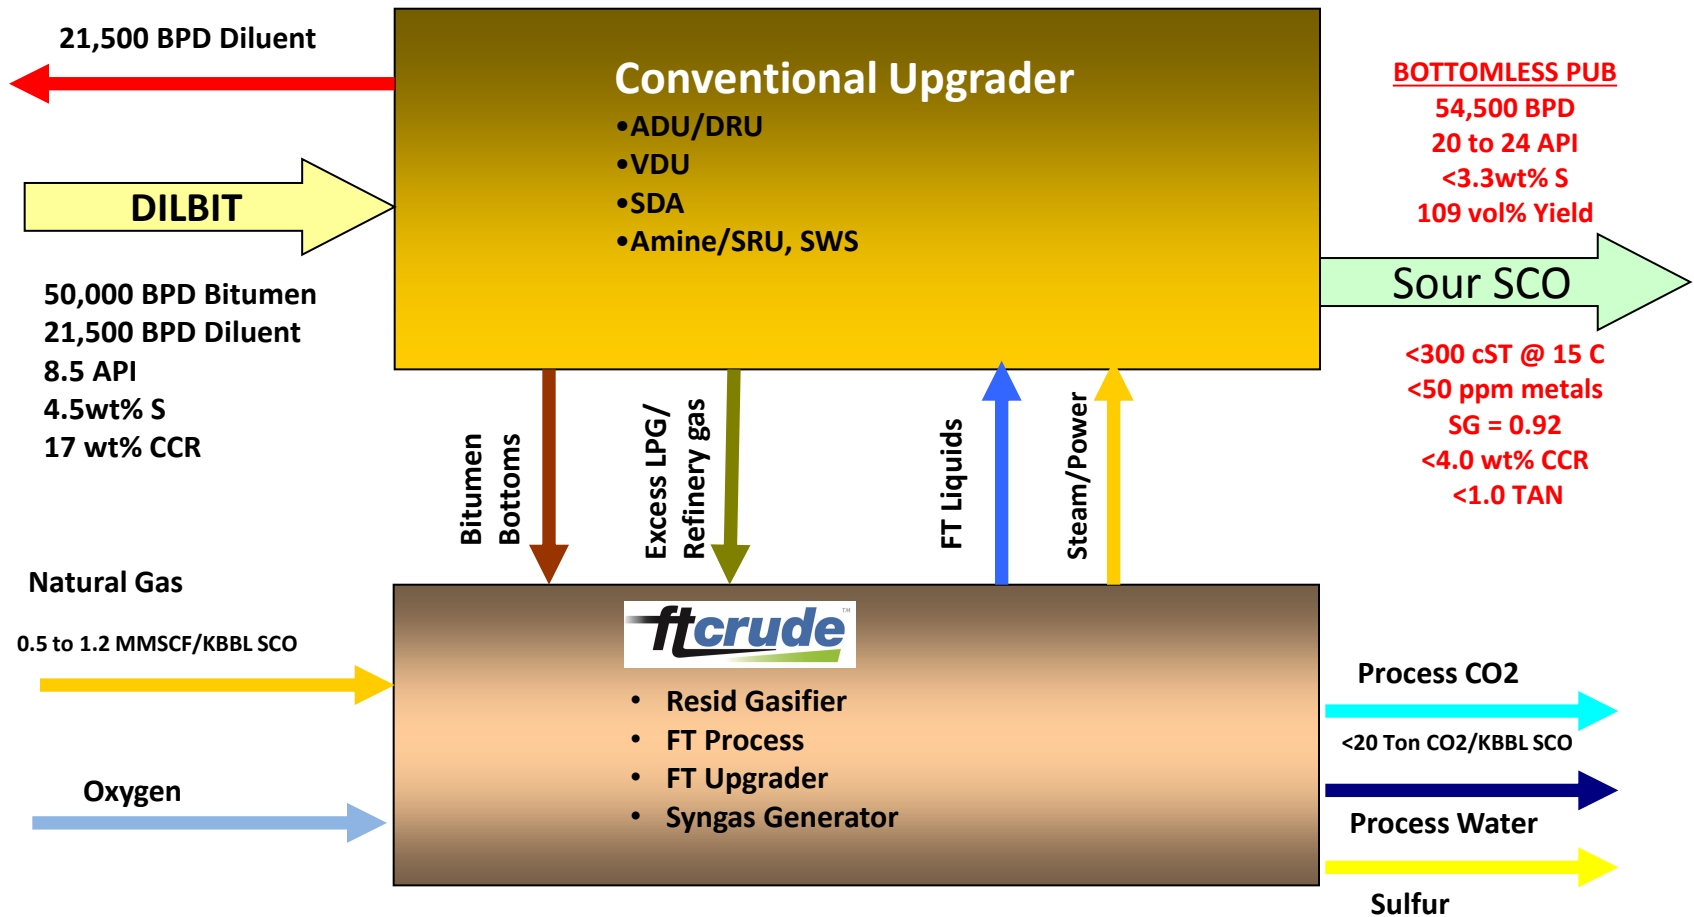 21,500 BPD Diluent
DILBIT
50,000 BPD Bitumen
21,500 BPD Diluent
8.5 API
4.5wt% S
17 wt% CCR
Conventional Upgrader
•ADU/DRU
•VDU
•SDA
•Amine/SRU, SWS
BOTTOMLESS PUB
54,500 BPD
20 to 24 API
<3.3wt% S
109 vol% Yield
Sour SCO
<300 cST @ 15 C
<50 ppm metals
SG = 0.92
<4.0 wt% CCR
<1.0 TAN
Bitumen
Bottoms
Excess LPG/
Refinery gas
FT Liquids
Steam/Power
Natural Gas
0.5 to 1.2 MMSCF/KBBL SCO
Oxygen
ftcrude™
• Resid Gasifier
• FT Process
• FT Upgrader
• Syngas Generator
Process CO2
<20 Ton CO2/KBBL SCO
Process Water
Sulfur